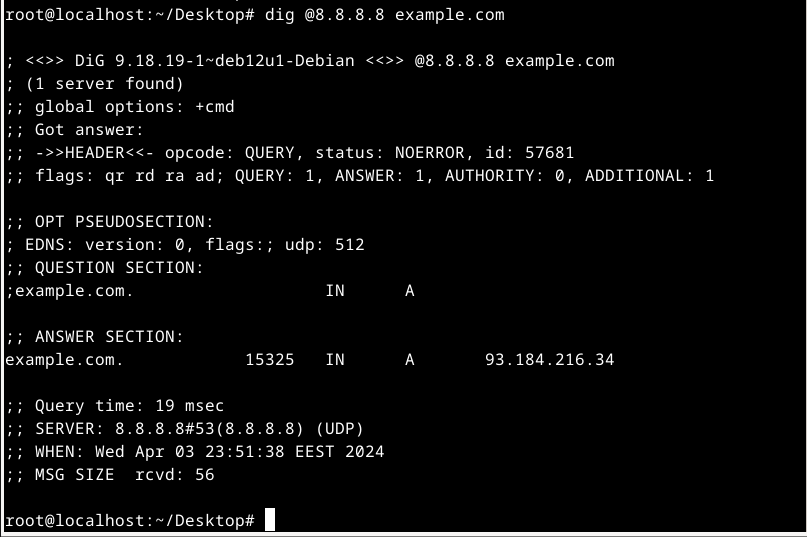 root@localhost:~/Desktop# dig @8.8.8.8 example.com
; <<>> DiG 9.18.19-1~deb12u1-Debian <<>> @8.8.8.8 example.com
; (1 server found)
;; global options: +cmd
;; Got answer:
;; ->>HEADER<<- opcode: QUERY, status: NOERROR, id: 57681
;; flags: qr rd ra ad; QUERY: 1, ANSWER: 1, AUTHORITY: 0, ADDITIONAL: 1
;; OPT PSEUDOSECTION:
; EDNS: version: 0, flags:; udp: 512
;; QUESTION SECTION:
;example.com. IN A
;; ANSWER SECTION:
example.com. 15325 IN A 93.184.216.34
;; Query time: 19 msec
;; SERVER: 8.8.8.8#53(8.8.8.8) (UDP)
;; WHEN: Wed Apr 03 23:51:38 EEST 2024
;; MSG SIZE  rcvd: 56
root@localhost:~/Desktop#